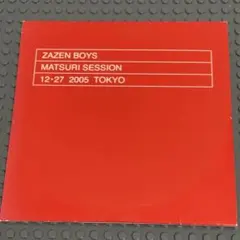 ZAZEN BOYS
MATSURI SESSION
12•27 2005 TOKYO